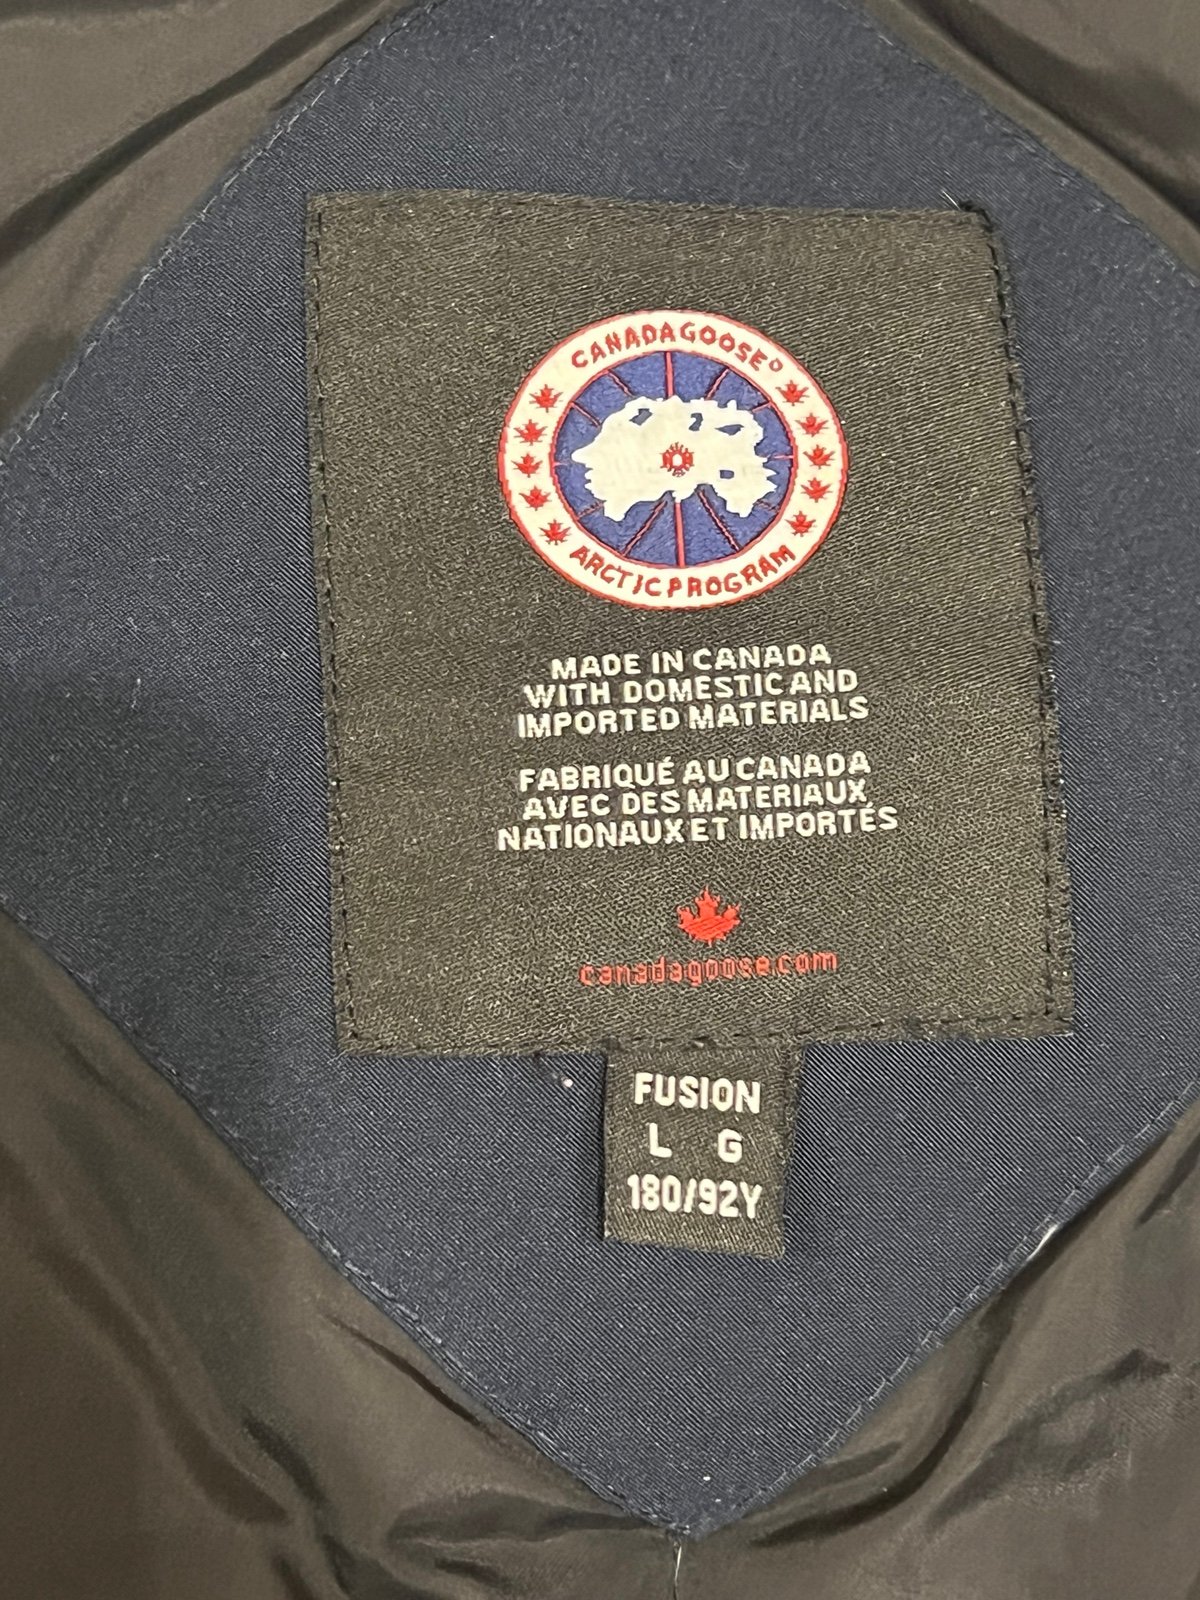 CANADA GOOSE
ARCTIC PROGRAM
MADE IN CANADA
WITH DOMESTIC AND
IMPORTED MATERIALS
FABRIQUÉ AU CANADA
AVEC DES MATERIAUX
NATIONAUX ET IMPORTÉS
canadagoose.com
FUSION
L G
180/92Y